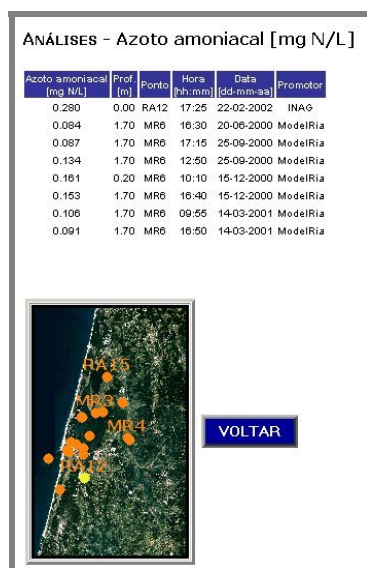 ANÁLISES - Azoto amoniacal [mg N/L]
Azoto amoniacal [mg N/L] Prof. [m] Ponto Hora [hh:mm] Data [dd-mm-aa] Promotor
0.280 0.00 RA12 17:25 22-02-2002 INAG
0.084 1.70 MR6 16:30 20-06-2000 ModelRia
0.087 1.70 MR6 17:15 25-09-2000 ModelRia
0.134 1.70 MR6 12:50 25-09-2000 ModelRia
0.161 0.20 MR6 10:10 15-12-2000 ModelRia
0.153 1.70 MR6 16:40 15-12-2000 ModelRia
0.106 1.70 MR6 09:55 14-03-2001 ModelRia
0.091 1.70 MR6 16:50 14-03-2001 ModelRia
RA15
MR3
MR4
RA12
VOLTAR